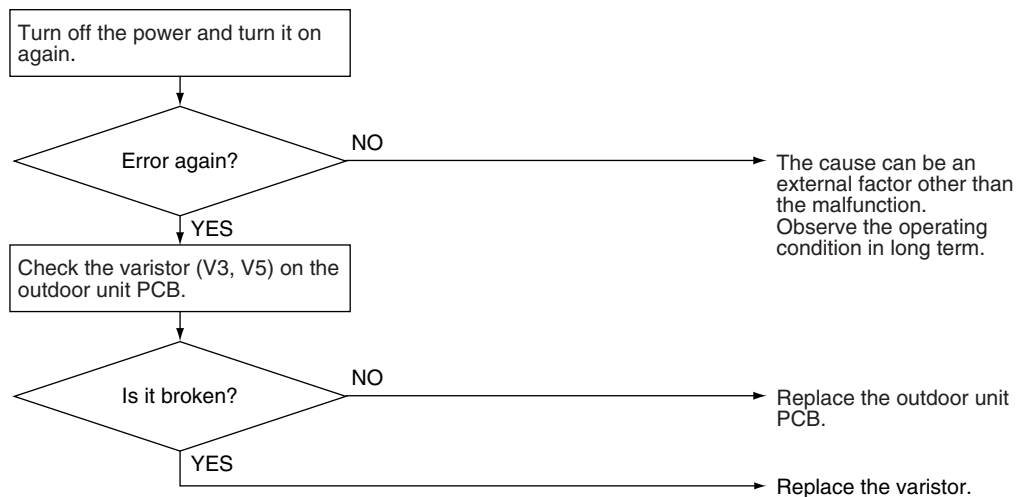 Turn off the power and turn it on
again.
Error again?
NO
The cause can be an
external factor other than
the malfunction.
Observe the operating
condition in long term.
YES
Check the varistor (V3, V5) on the
outdoor unit PCB.
Is it broken?
NO
Replace the outdoor unit
PCB.
YES
Replace the varistor.